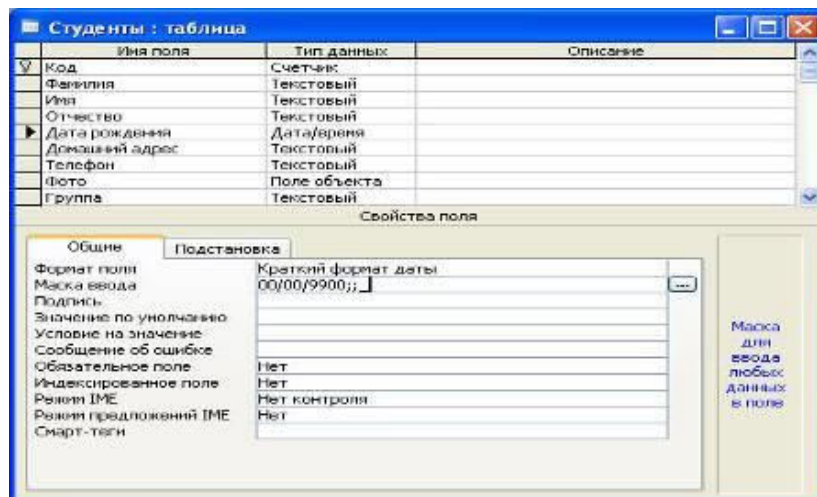 Студенты : таблица
Имя поля Тип данных Описание
Код Счетчик
Фамилия Текстовый
Имя Текстовый
Отчество Текстовый
Дата рождения Дата/время
Домашний адрес Текстовый
Телефон Текстовый
Фото Поле объекта
Группа Текстовый
Свойства поля
Общие Подстановка
Формат поля Краткий формат даты
Маска ввода 00/00/9900;;_ ...
Подпись
Значение по умолчанию
Условие на значение
Сообщение об ошибке
Обязательное поле Нет
Индексированное поле Нет
Режим IME Нет контроля
Режим предложений IME Нет
Смарт-теги
Маска
для
ввода
любых
данных
в поле